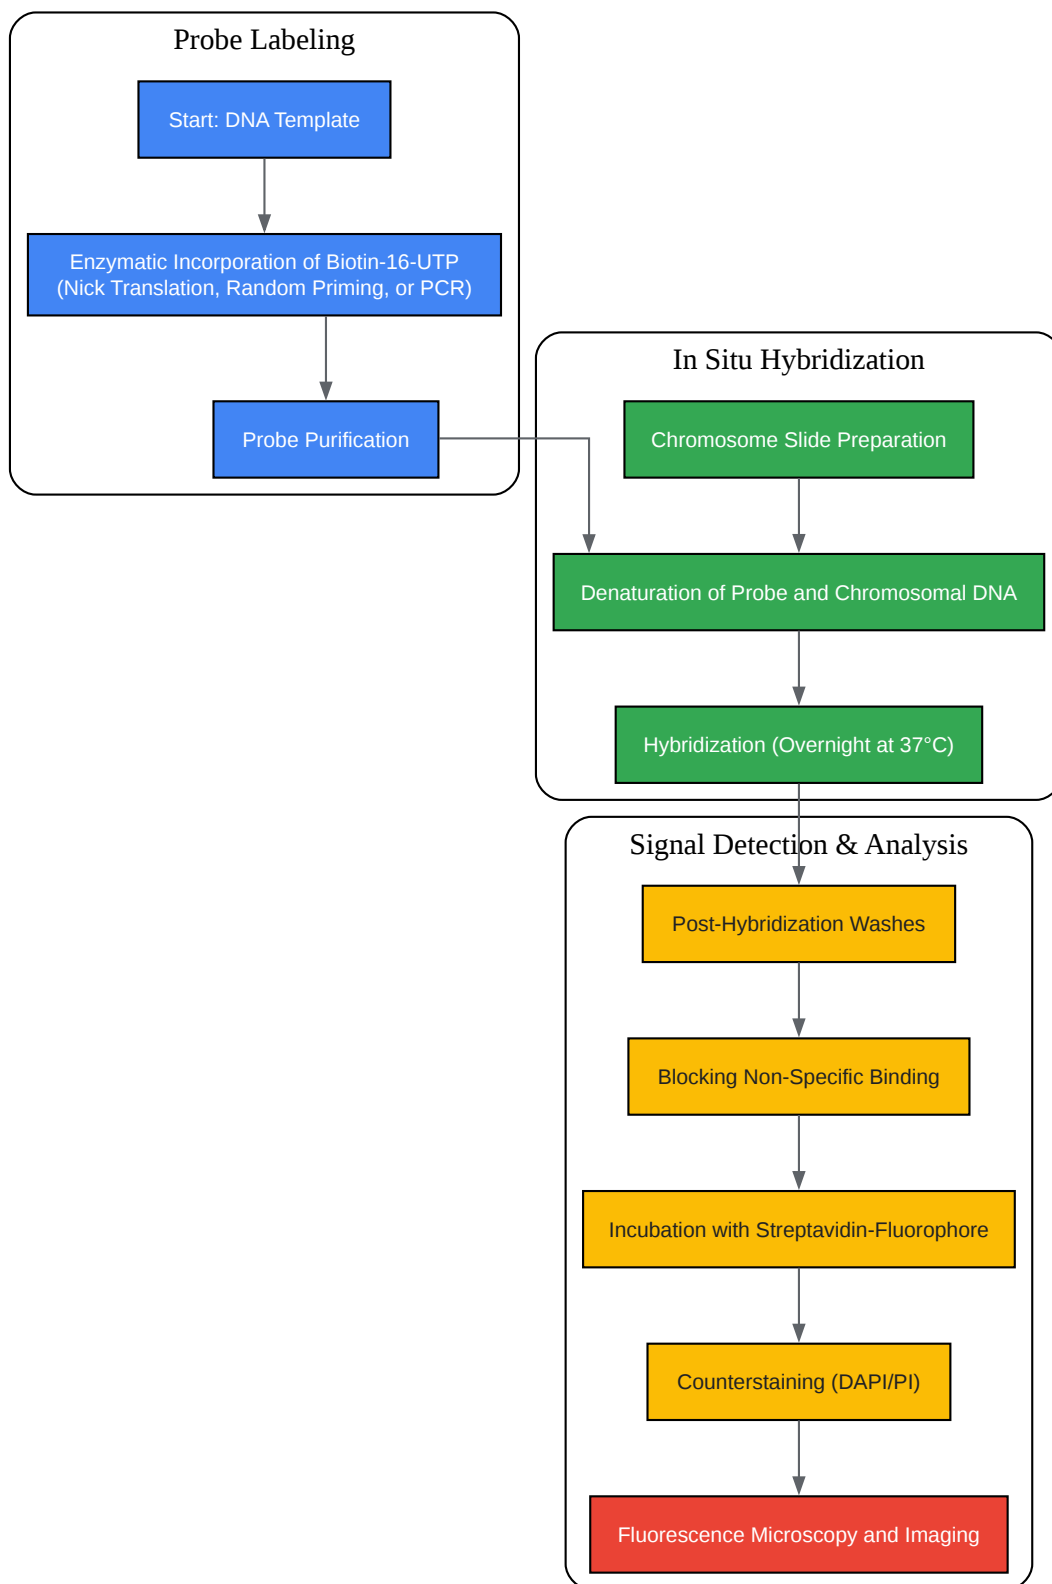 Probe Labeling
Start: DNA Template
Enzymatic Incorporation of Biotin-16-UTP
(Nick Translation, Random Priming, or PCR)
Probe Purification
In Situ Hybridization
Chromosome Slide Preparation
Denaturation of Probe and Chromosomal DNA
Hybridization (Overnight at 37°C)
Signal Detection & Analysis
Post-Hybridization Washes
Blocking Non-Specific Binding
Incubation with Streptavidin-Fluorophore
Counterstaining (DAPI/PI)
Fluorescence Microscopy and Imaging